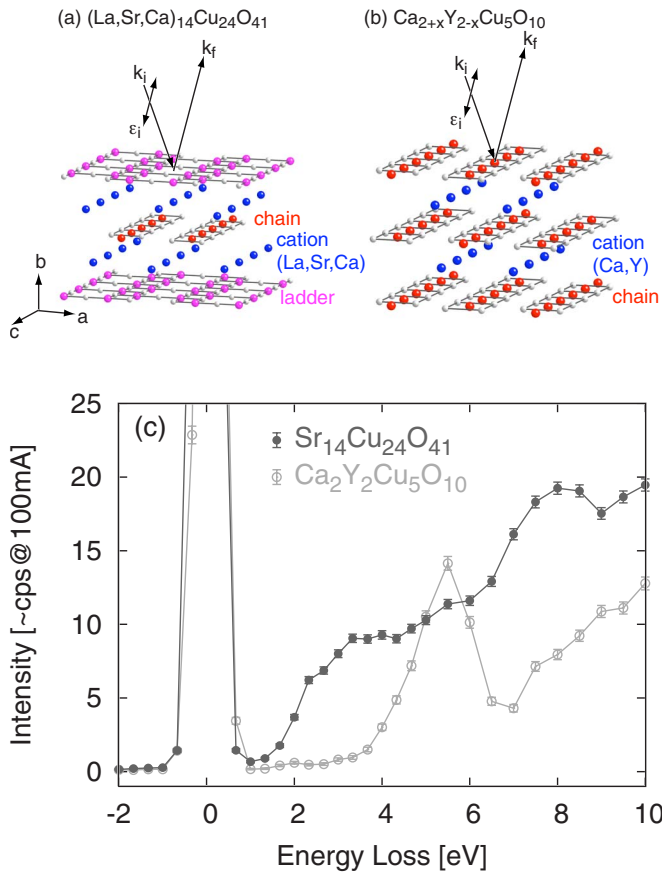 (a) (La,Sr,Ca)₁₄Cu₂₄O₄₁
(b) Ca₂₊ₓY₂₋ₓCu₅O₁₀
kᵢ
k_f
εᵢ
chain
cation
(La,Sr,Ca)
ladder
b
c
a
kᵢ
k_f
εᵢ
cation
(Ca,Y)
chain
(c)
Sr₁₄Cu₂₄O₄₁
Ca₂Y₂Cu₅O₁₀
25
20
15
10
5
0
Intensity [~cps@100mA]
-2 0 2 4 6 8 10
Energy Loss [eV]